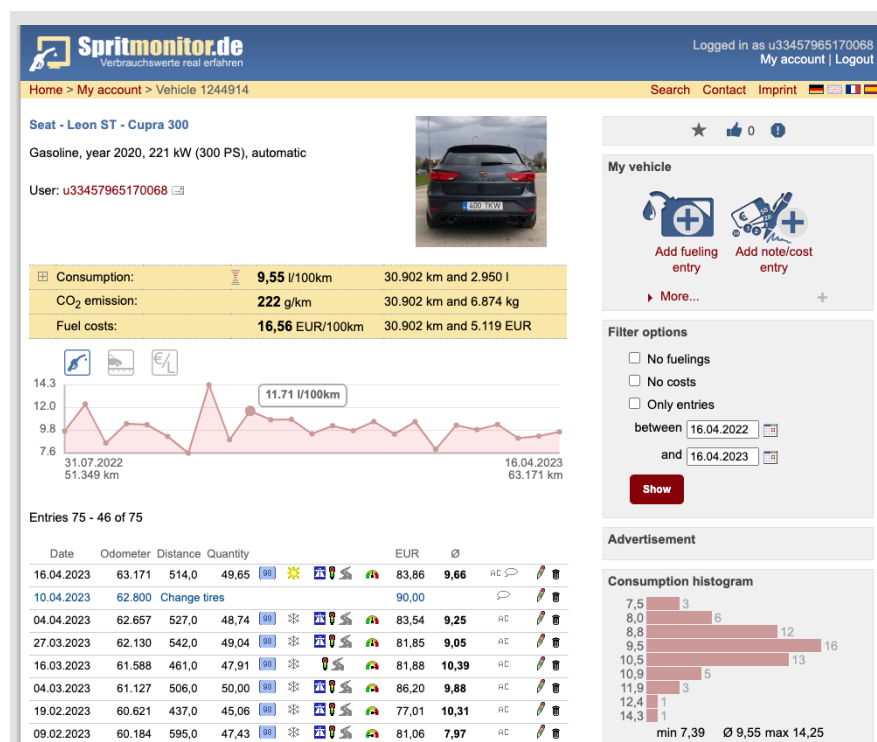 Spritmonitor.de
Verbrauchswerte real erfahren
Logged in as u33457965170068
My account | Logout
Home > My account > Vehicle 1244914
Search Contact Imprint
Seat - Leon ST - Cupra 300
Gasoline, year 2020, 221 kW (300 PS), automatic
User: u33457965170068
400 TKW
Consumption: 9,55 l/100km 30.902 km and 2.950 l
CO2 emission: 222 g/km 30.902 km and 6.874 kg
Fuel costs: 16,56 EUR/100km 30.902 km and 5.119 EUR
€/L
14.3
12.0
9.8
7.6
11.71 l/100km
31.07.2022
51.349 km
16.04.2023
63.171 km
Entries 75 - 46 of 75
Date Odometer Distance Quantity EUR Ø
16.04.2023 63.171 514,0 49,65 98 83,86 9,66 AC
10.04.2023 62.800 Change tires 90,00
04.04.2023 62.657 527,0 48,74 98 83,54 9,25 AC
27.03.2023 62.130 542,0 49,04 98 81,85 9,05 AC
16.03.2023 61.588 461,0 47,91 98 81,88 10,39 AC
04.03.2023 61.127 506,0 50,00 98 86,20 9,88 AC
19.02.2023 60.621 437,0 45,06 98 77,01 10,31 AC
09.02.2023 60.184 595,0 47,43 98 81,06 7,97 AC
0
My vehicle
Add fueling
entry
Add note/cost
entry
More...
Filter options
No fuelings
No costs
Only entries
between 16.04.2022
and 16.04.2023
Show
Advertisement
Consumption histogram
7,5 3
8,0 6
8,8 12
9,5 16
10,5 13
10,9 5
11,9 3
12,4 1
14,3 1
min 7,39 Ø 9,55 max 14,25